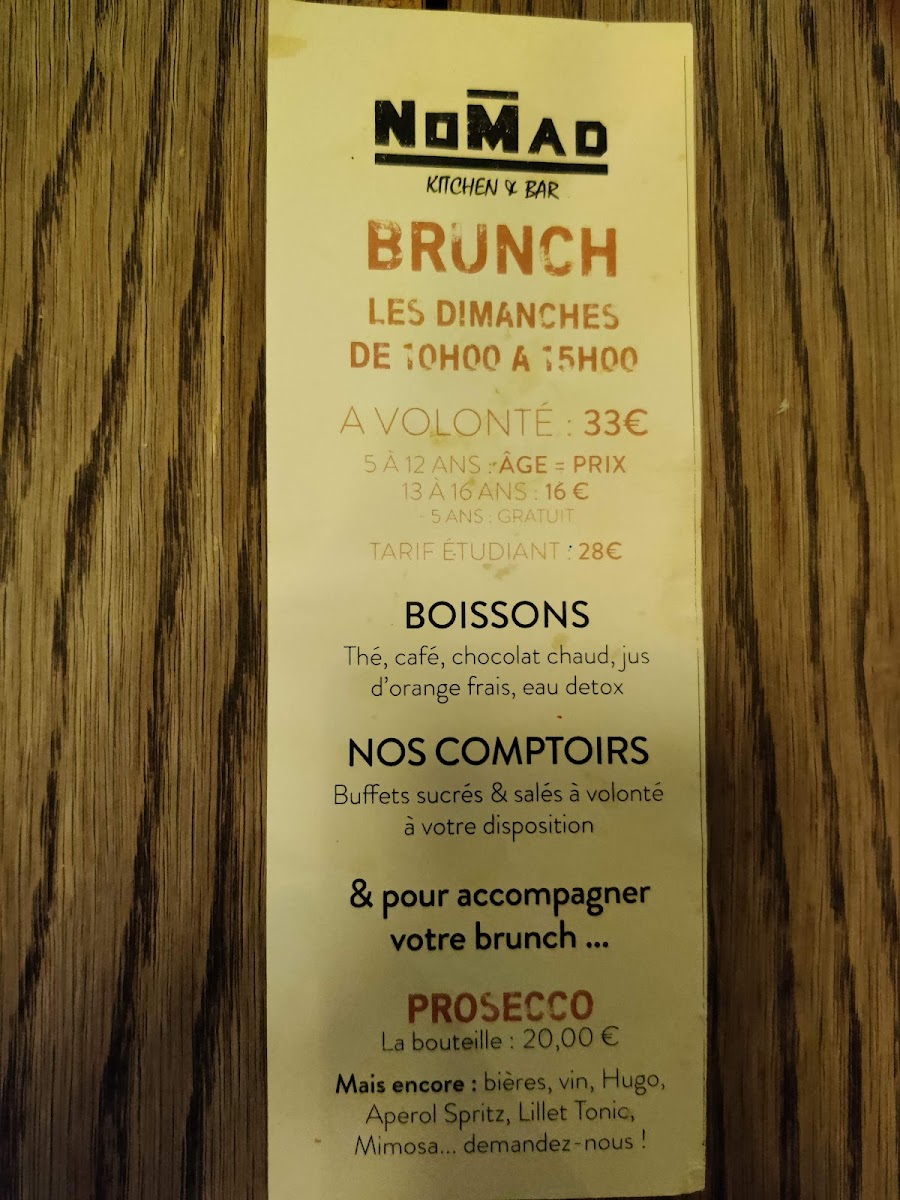 NOMAD
KITCHEN & BAR
BRUNCH
LES DIMANCHES
DE 10H00 A 15H00
A VOLONTÉ : 33€
5 À 12 ANS : ÂGE = PRIX
13 À 16 ANS : 16 €
- 5 ANS : GRATUIT
TARIF ÉTUDIANT : 28€
BOISSONS
Thé, café, chocolat chaud, jus
d'orange frais, eau detox
NOS COMPTOIRS
Buffets sucrés & salés à volonté
à votre disposition
& pour accompagner
votre brunch ...
PROSECCO
La bouteille : 20,00 €
Mais encore : bières, vin, Hugo,
Aperol Spritz, Lillet Tonic,
Mimosa... demandez-nous !